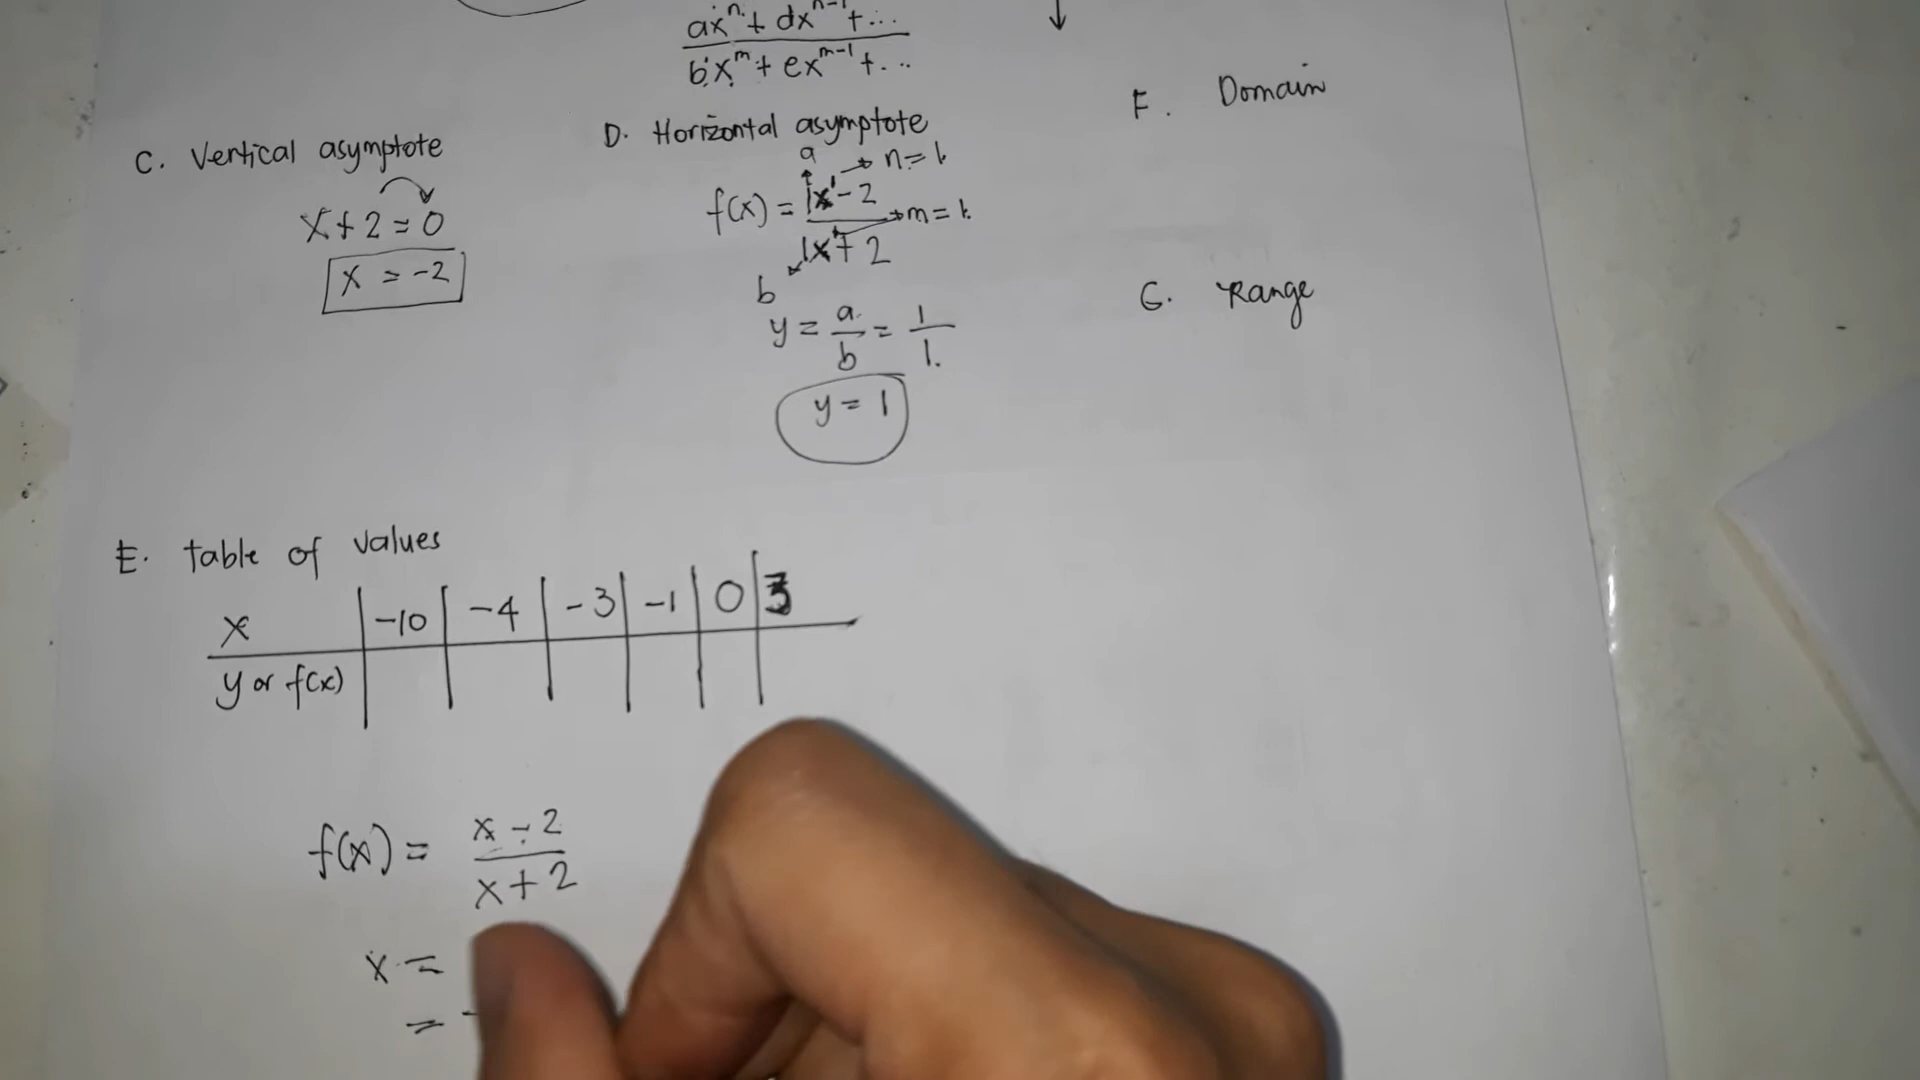 ax^n + dx^{n-1} + ...
bx^m + ex^{m-1} + ...
C. Vertical asymptote
x + 2 = 0
x = -2
D. Horizontal asymptote
a → n = 1.
f(x) = 1x^1 - 2
→ m = 1.
1x^1 + 2
b
y = a/b = 1/1.
y = 1
F. Domain
G. Range
E. table of values
x | -10 | -4 | -3 | -1 | 0 | 3
y or f(x)
f(x) = x - 2
x + 2
x =
= -